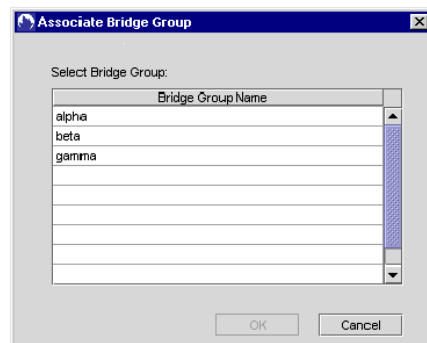 Associate Bridge Group
Select Bridge Group:
Bridge Group Name
alpha
beta
gamma
OK Cancel